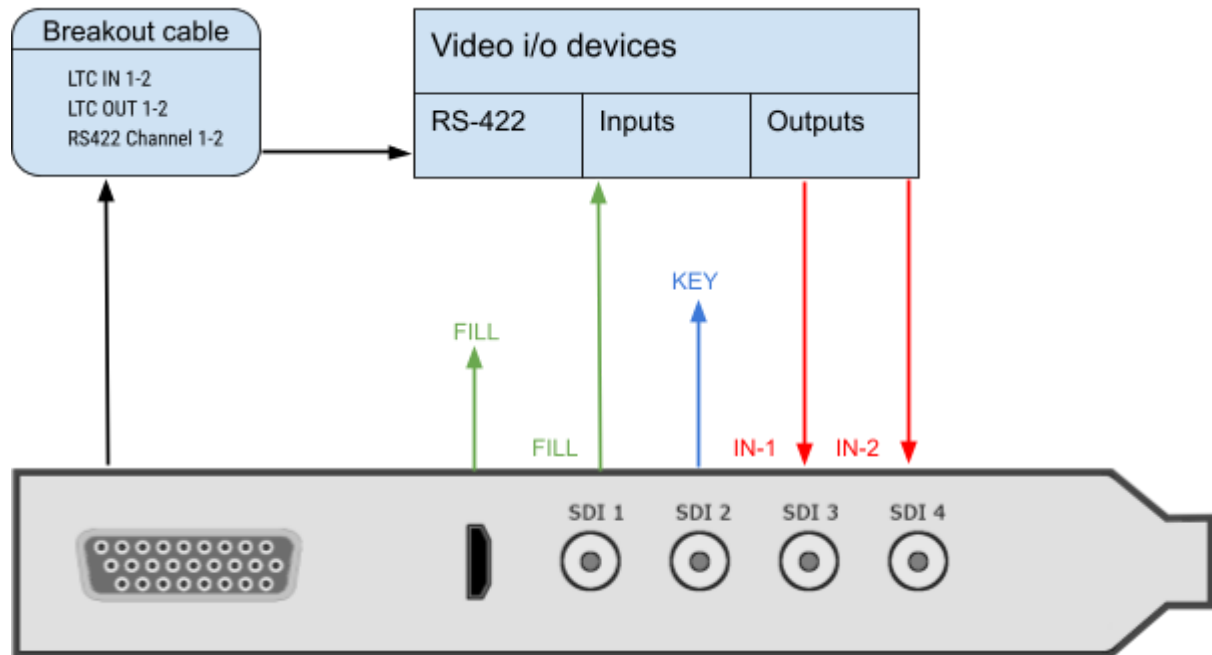 Breakout cable
LTC IN 1-2
LTC OUT 1-2
RS422 Channel 1-2
Video i/o devices
RS-422
Inputs
Outputs
KEY
FILL
FILL
IN-1
IN-2
SDI 1
SDI 2
SDI 3
SDI 4